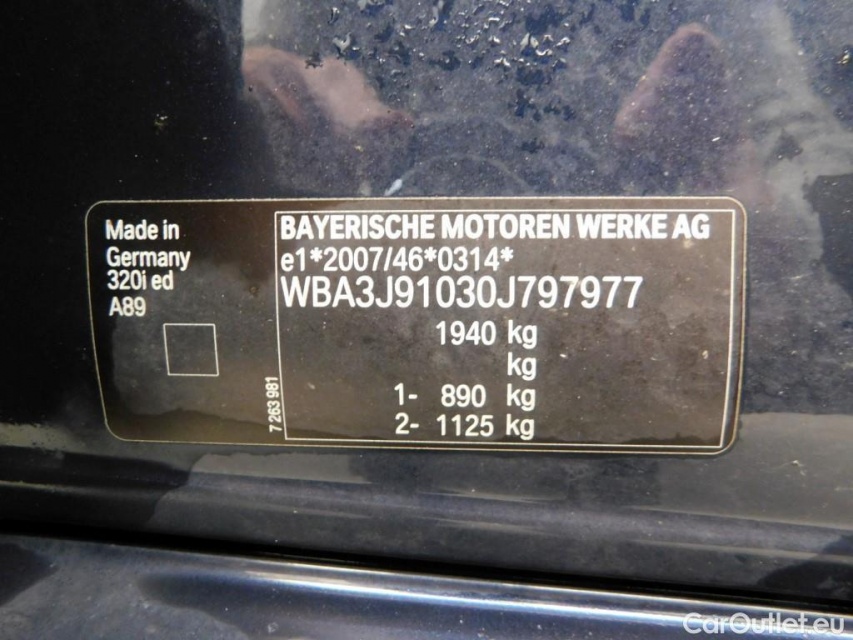 Made in
Germany
320i ed
A89
7 263 981
BAYERISCHE MOTOREN WERKE AG
e1*2007/46*0314*
WBA3J91030J797977
1940 kg
kg
1- 890 kg
2- 1125 kg
CarOutlet.eu